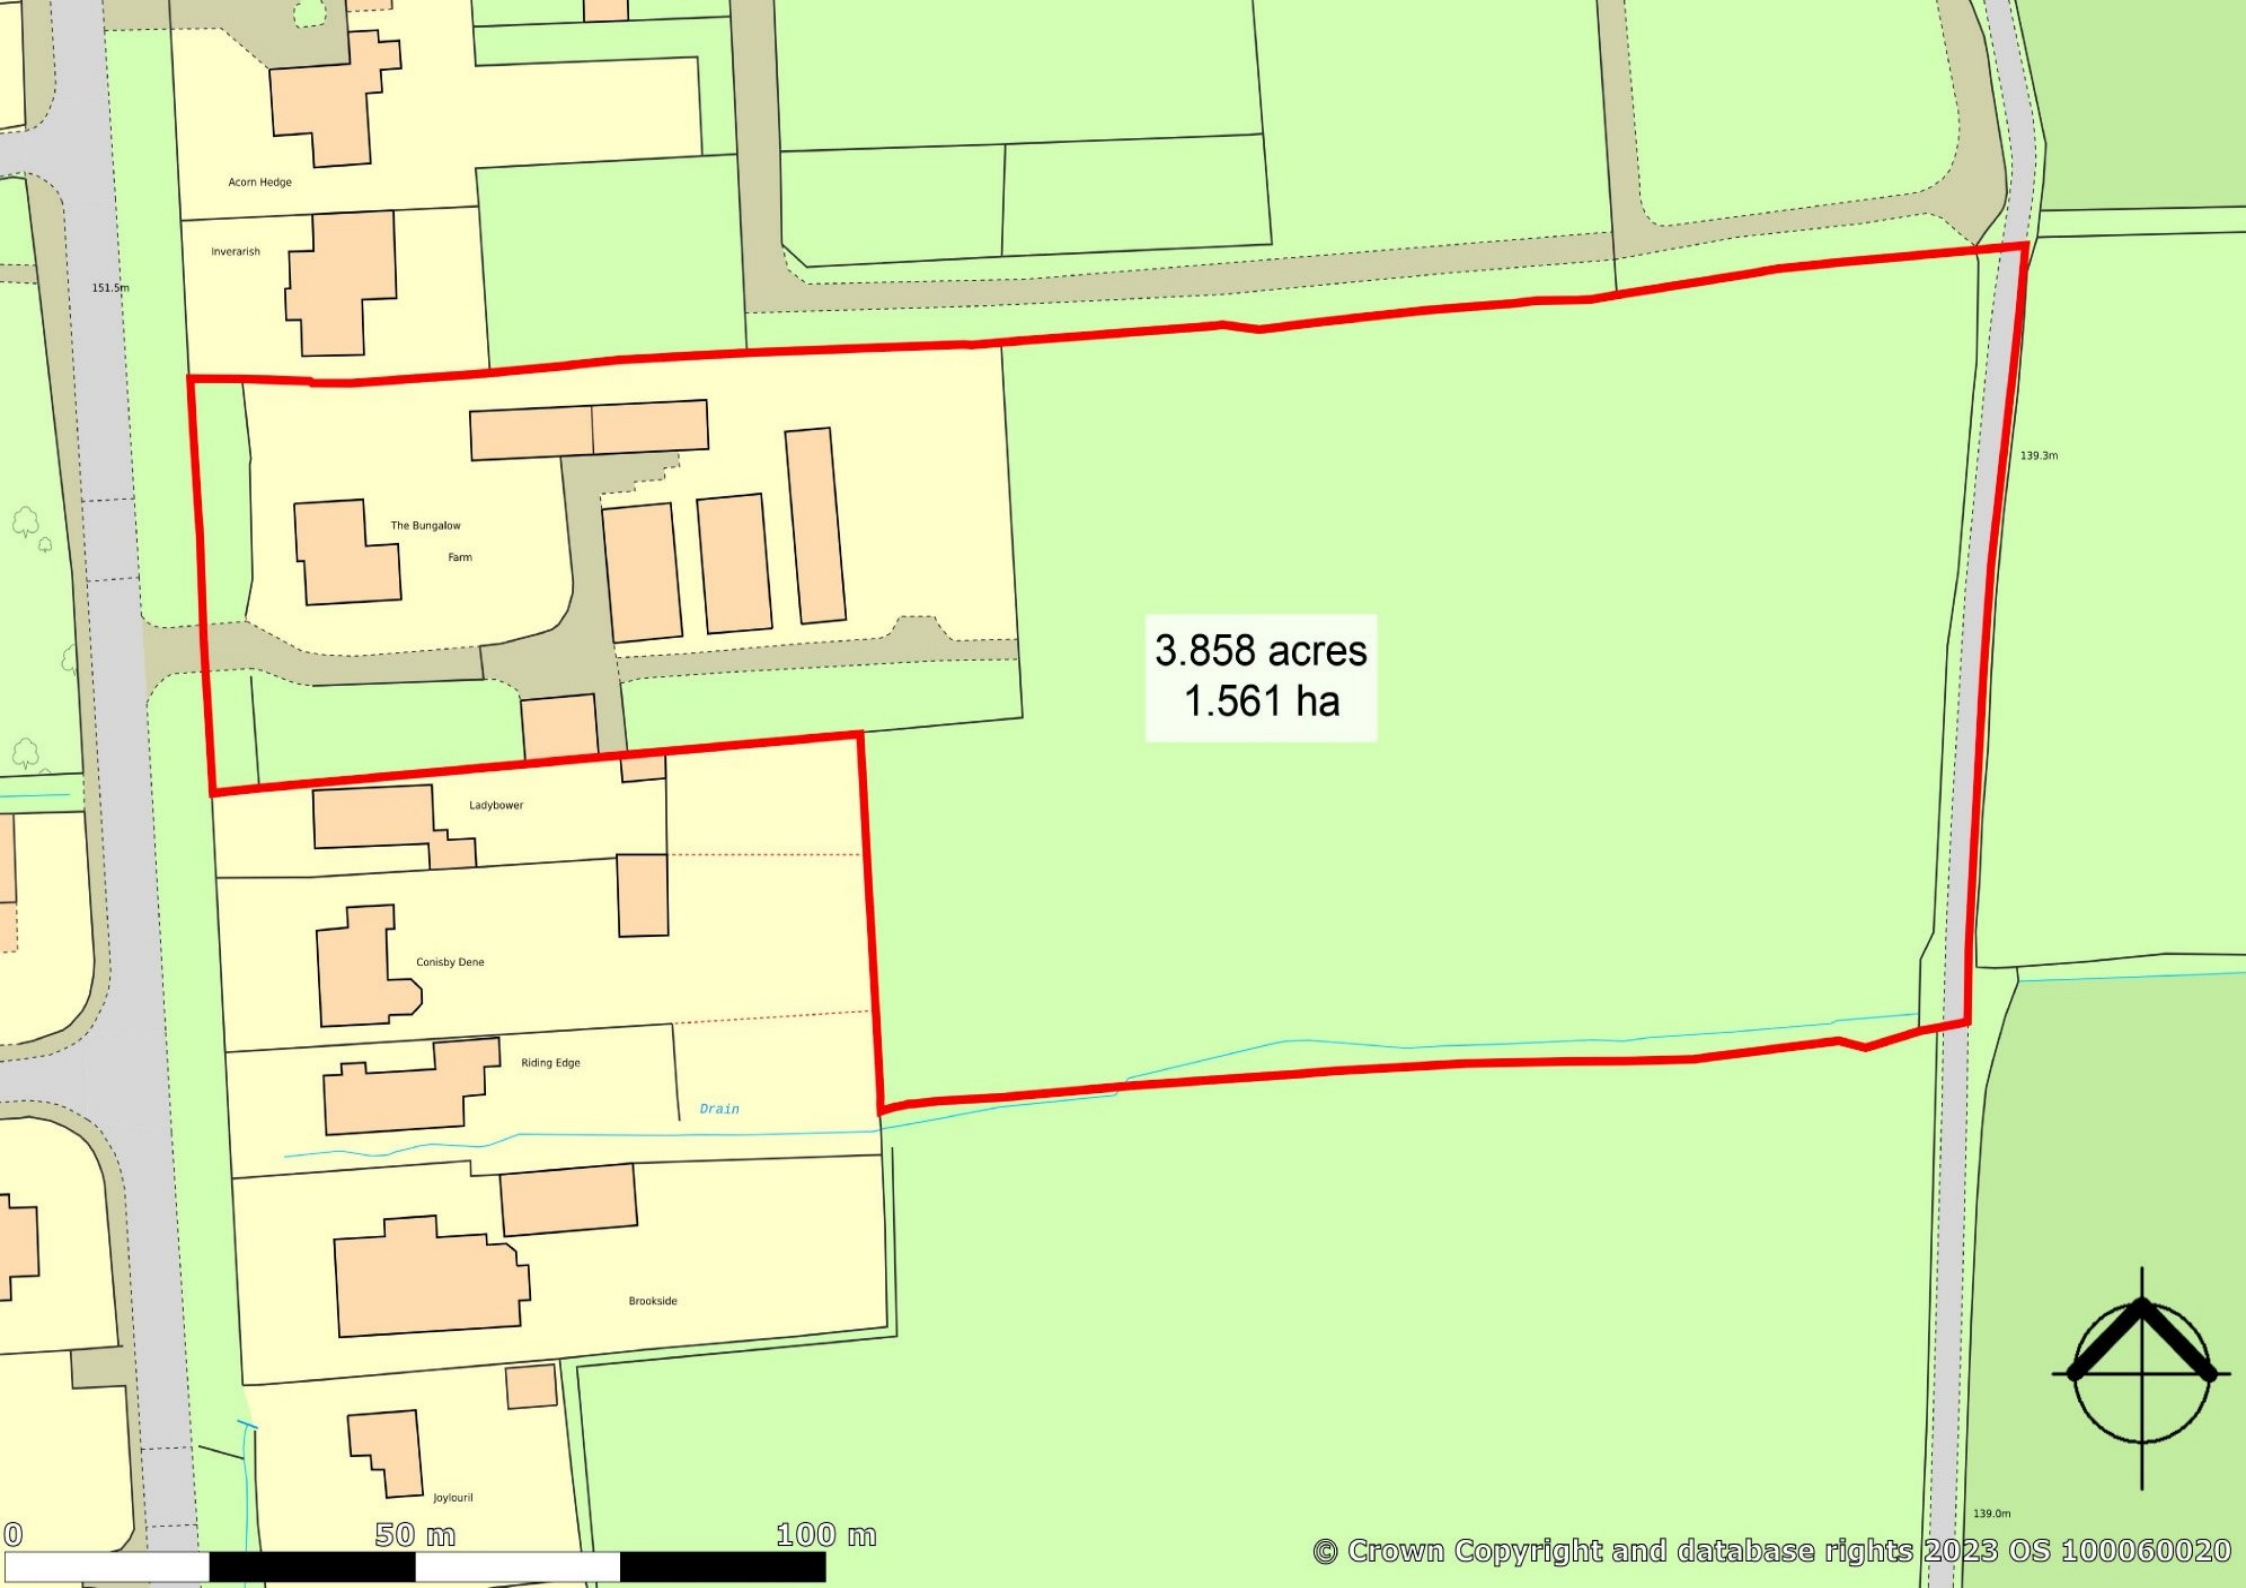 Acorn Hedge
Inverarish
151.5m
139.3m
The Bungalow
Farm
3.858 acres
1.561 ha
Ladybower
Conisby Dene
Riding Edge
Drain
Brookside
Joylouril
139.0m
0
50 m
100 m
© Crown Copyright and database rights 2023 OS 100060020